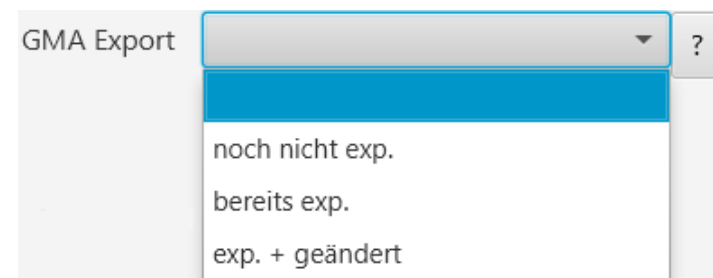 GMA Export
?
noch nicht exp.
bereits exp.
exp. + geändert